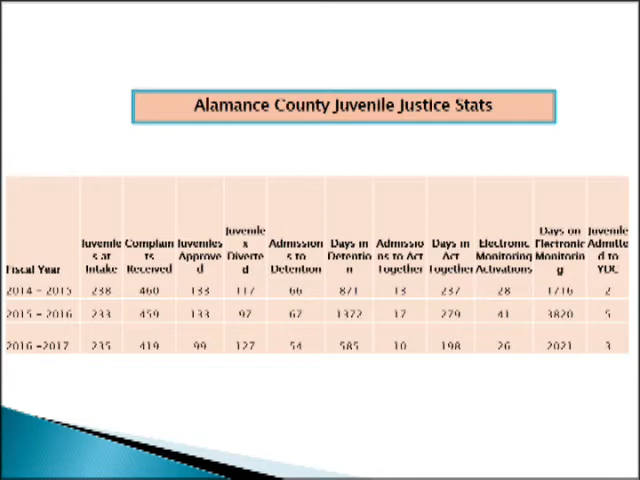 Alamance County Juvenile Justice Stats
Fiscal Year | Juveniles at Intake | Complaints Received | Juveniles Approved | Juveniles Diverted | Admissions to Detention | Days in Detention | Admissions to Act Together | Days in Act Together | Electronic Monitoring Activations | Days on Electronic Monitoring | Juvenile Admitted to YDC
2014 – 2015 238 460 133 117 66 871 13 237 28 1716 2
2015 – 2016 233 459 133 97 67 1372 17 279 41 3820 5
2016 –2017 235 419 99 127 54 585 10 198 26 2021 3